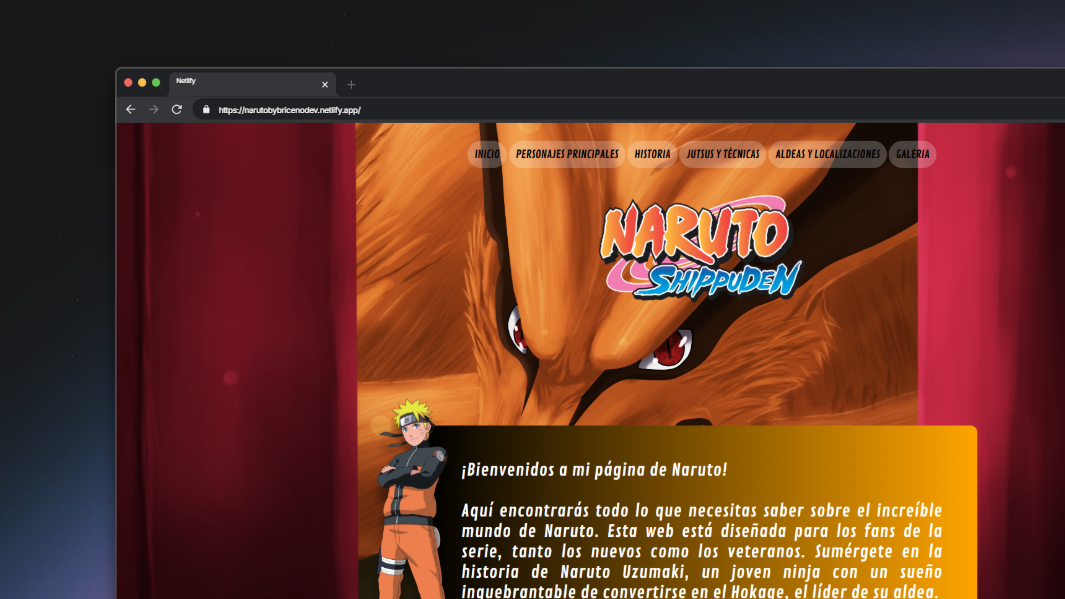 Netlify
https://narutobybricenodev.netlify.app/
INICIO PERSONAJES PRINCIPALES HISTORIA JUTSUS Y TÉCNICAS ALDEAS Y LOCALIZACIONES GALERIA
NARUTO
SHIPPUDEN
¡Bienvenidos a mi página de Naruto!
Aquí encontrarás todo lo que necesitas saber sobre el increíble
mundo de Naruto. Esta web está diseñada para los fans de la
serie, tanto los nuevos como los veteranos. Sumérgete en la
historia de Naruto Uzumaki, un joven ninja con un sueño
inquebrantable de convertirse en el Hokage, el líder de su aldea.